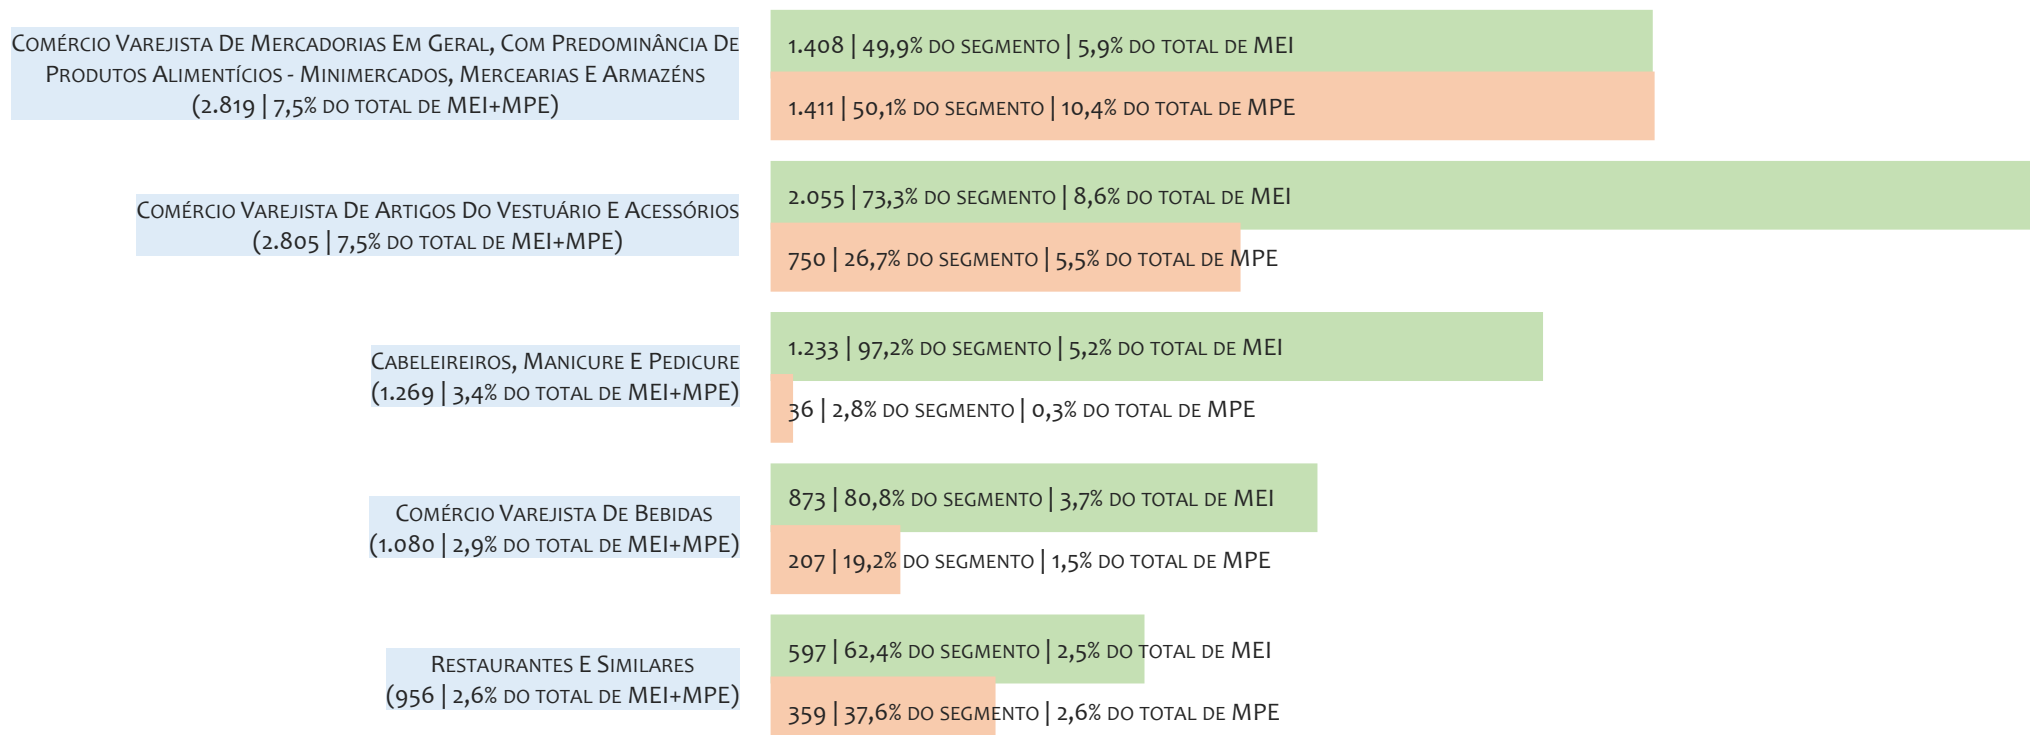 Comércio Varejista De Mercadorias Em Geral, Com Predominância De
Produtos Alimentícios - Minimercados, Mercearias E Armazéns
(2.819 | 7,5% do total de MEI+MPE)
1.408 | 49,9% do segmento | 5,9% do total de MEI
1.411 | 50,1% do segmento | 10,4% do total de MPE
Comércio Varejista De Artigos Do Vestuário E Acessórios
(2.805 | 7,5% do total de MEI+MPE)
2.055 | 73,3% do segmento | 8,6% do total de MEI
750 | 26,7% do segmento | 5,5% do total de MPE
Cabeleireiros, Manicure E Pedicure
(1.269 | 3,4% do total de MEI+MPE)
1.233 | 97,2% do segmento | 5,2% do total de MEI
36 | 2,8% do segmento | 0,3% do total de MPE
Comércio Varejista De Bebidas
(1.080 | 2,9% do total de MEI+MPE)
873 | 80,8% do segmento | 3,7% do total de MEI
207 | 19,2% do segmento | 1,5% do total de MPE
Restaurantes E Similares
(956 | 2,6% do total de MEI+MPE)
597 | 62,4% do segmento | 2,5% do total de MEI
359 | 37,6% do segmento | 2,6% do total de MPE